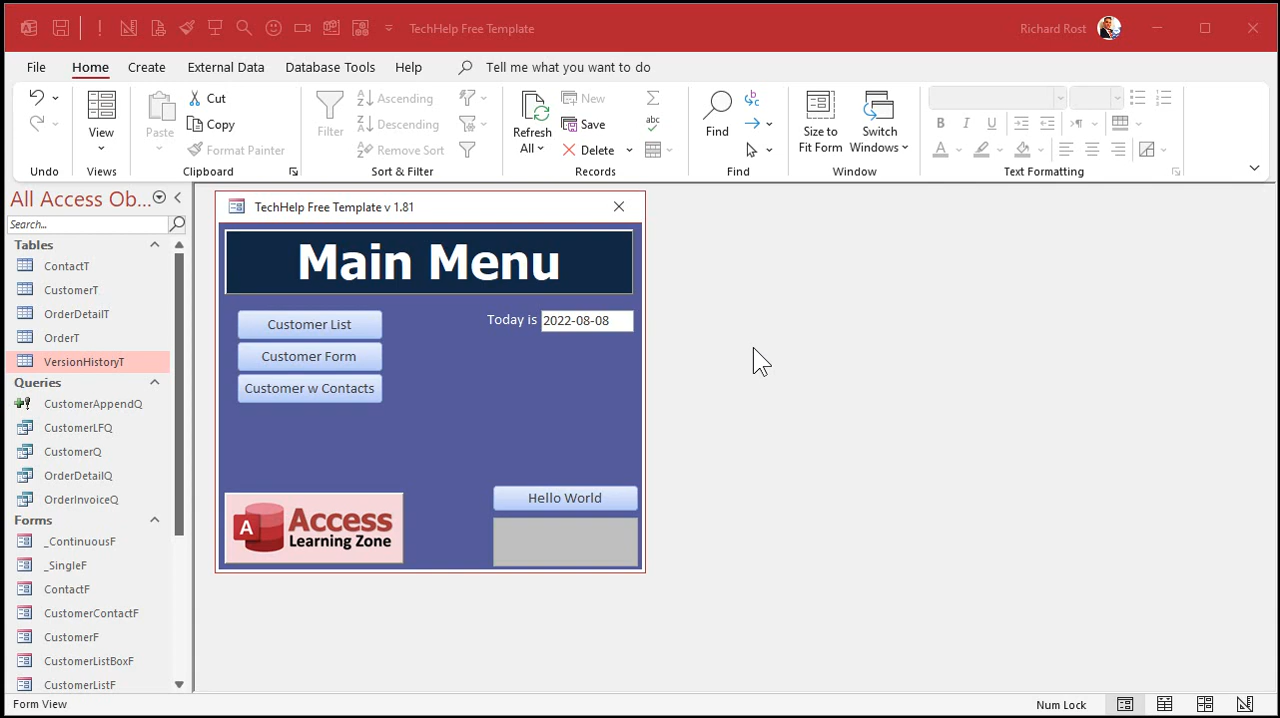 TechHelp Free Template
Richard Rost
File
Home
Create
External Data
Database Tools
Help
Tell me what you want to do
Undo
View
Views
Paste
Cut
Copy
Format Painter
Clipboard
Filter
Ascending
Descending
Remove Sort
Sort & Filter
Refresh
All
New
Save
Delete
abc
Records
Find
Find
Size to
Fit Form
Switch
Windows
Window
B I U
A
Text Formatting
All Access Ob...
Search...
Tables
ContactT
CustomerT
OrderDetailT
OrderT
VersionHistoryT
Queries
CustomerAppendQ
CustomerLFQ
CustomerQ
OrderDetailQ
OrderInvoiceQ
Forms
_ContinuousF
_SingleF
ContactF
CustomerContactF
CustomerF
CustomerListBoxF
CustomerListF
TechHelp Free Template v 1.81
Main Menu
Customer List
Customer Form
Customer w Contacts
Today is 2022-08-08
Hello World
A Access
Learning Zone
Form View
Num Lock